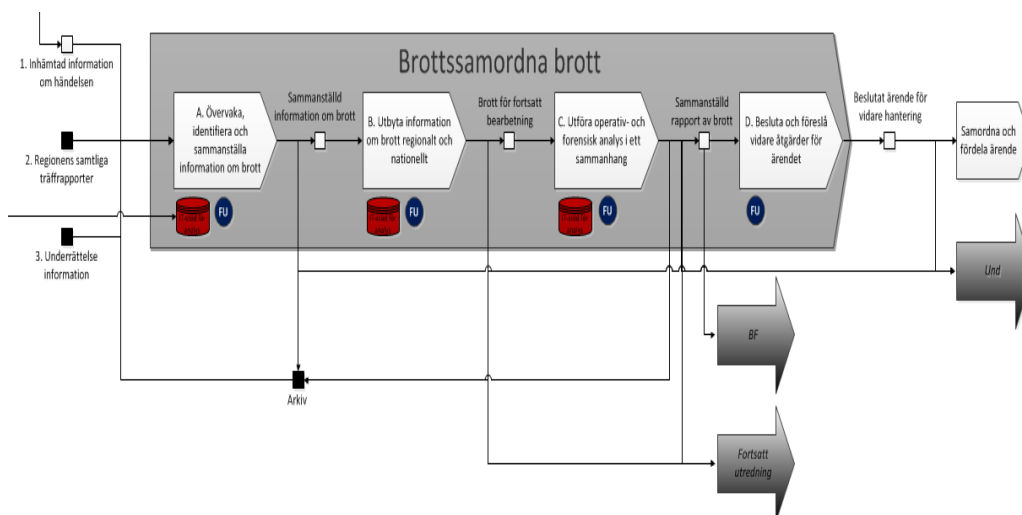 Brottssamordna brott
1. Inhämtad information
om händelsen
2. Regionens samtliga
träffrapporter
3. Underrättelse
information
A. Övervaka,
identifiera och
sammanställa
information om brott
FU
Sammanställd
information om brott
B. Utbyta information
om brott regionalt och
nationellt
FU
Brott för fortsatt
bearbetning
C. Utföra operativ- och
forensisk analys i ett
sammanhang
FU
Sammanställd
rapport av brott
D. Besluta och föreslå
vidare åtgärder för
ärendet
FU
Beslutat ärende för
vidare hantering
Samordna och
fördela ärende
Und
BF
Arkiv
Fortsatt
utredning